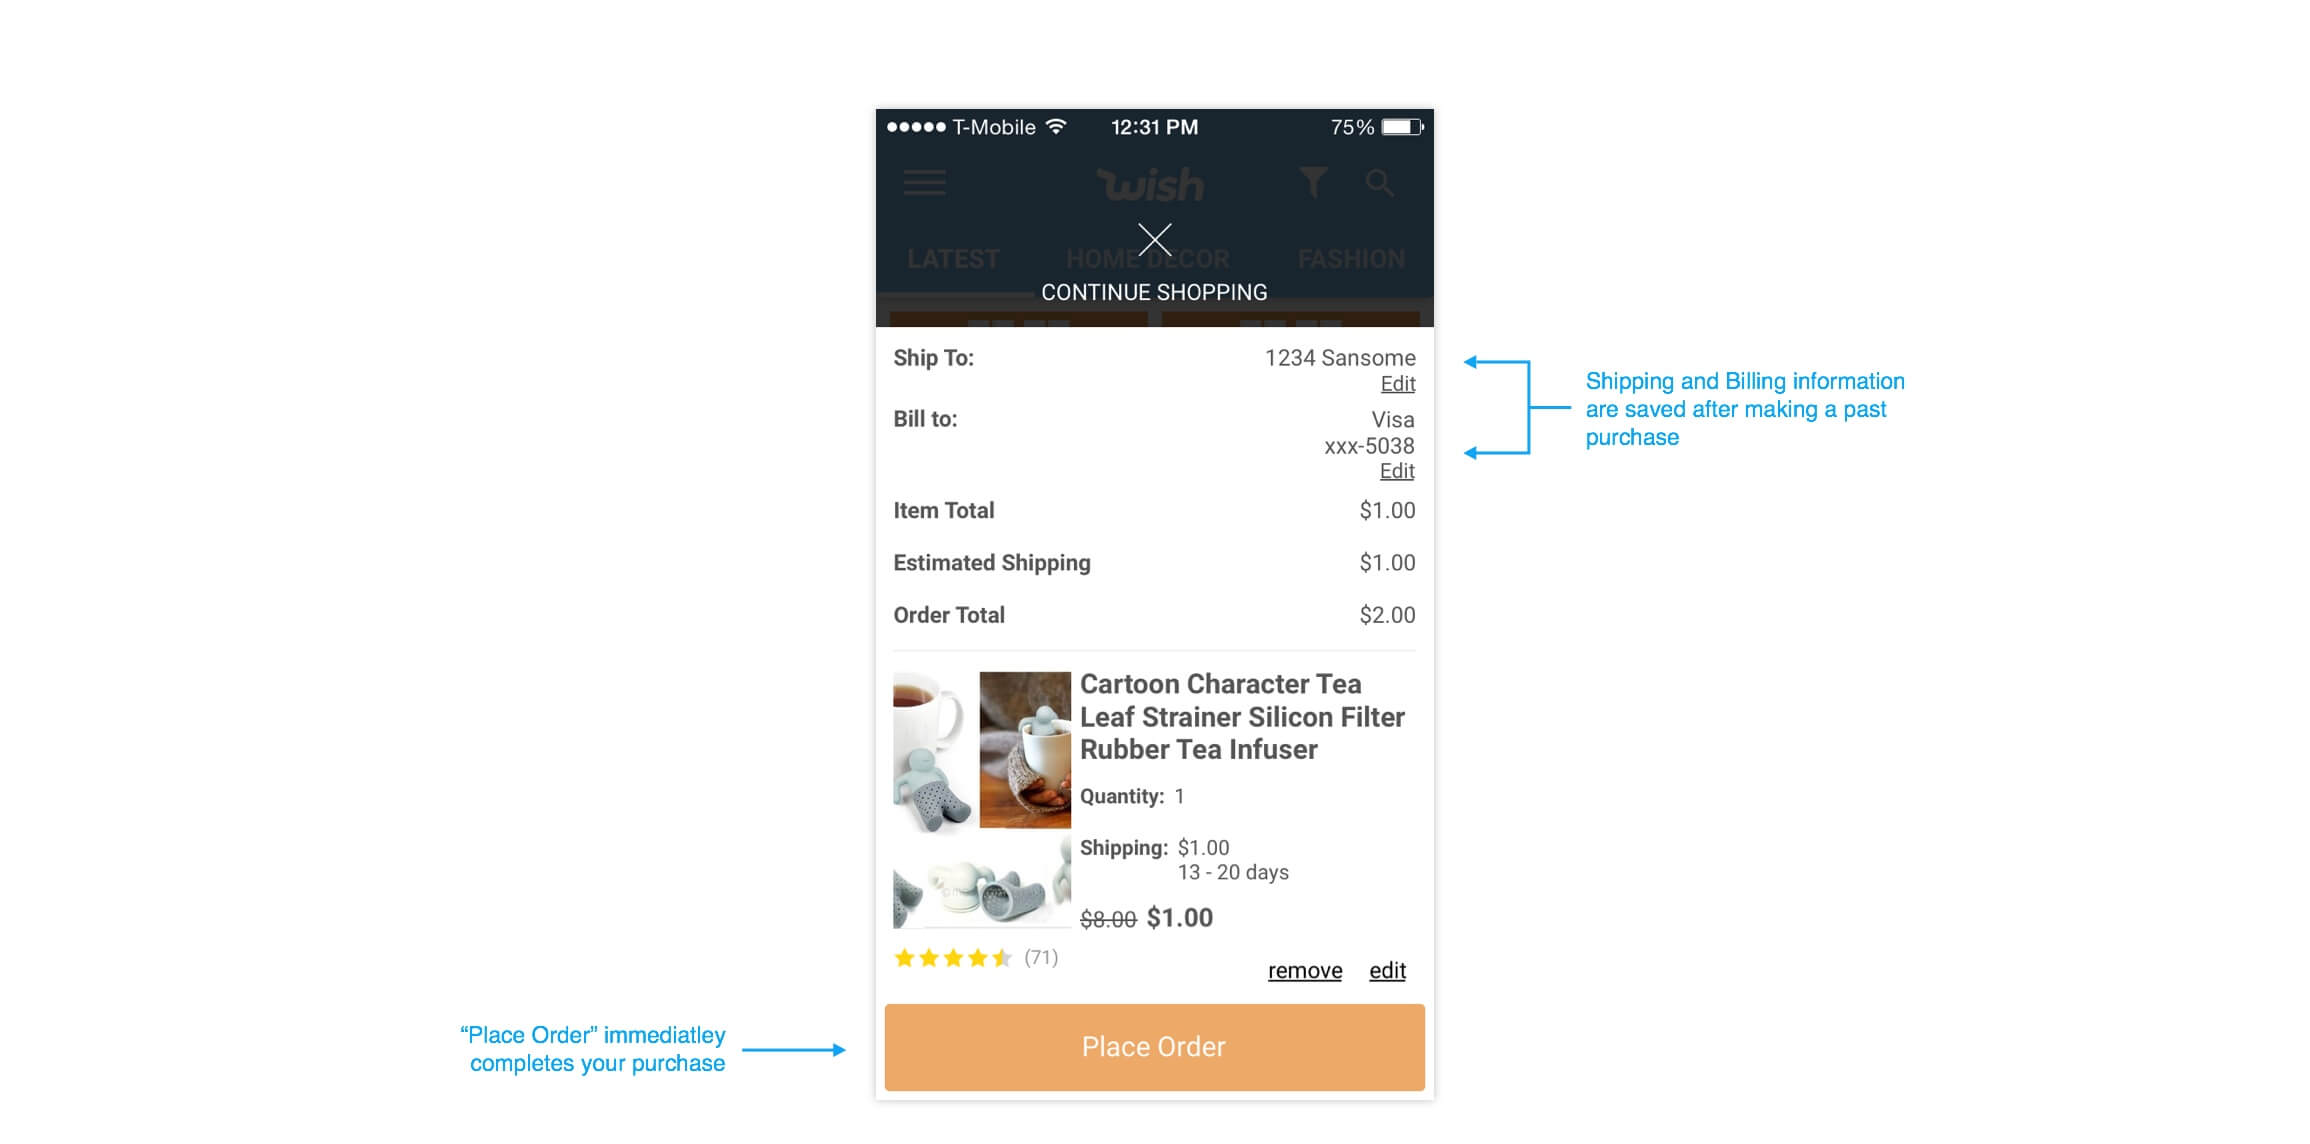 T-Mobile 12:31 PM 75%
wish
LATEST HOME DECOR FASHION
CONTINUE SHOPPING
Ship To: 1234 Sansome
Edit
Bill to: Visa
xxx-5038
Edit
Item Total $1.00
Estimated Shipping $1.00
Order Total $2.00
Cartoon Character Tea
Leaf Strainer Silicon Filter
Rubber Tea Infuser
Quantity: 1
Shipping: $1.00
13 - 20 days
$8.00 $1.00
(71)
remove edit
Place Order
Shipping and Billing information
are saved after making a past
purchase
“Place Order” immediatley
completes your purchase